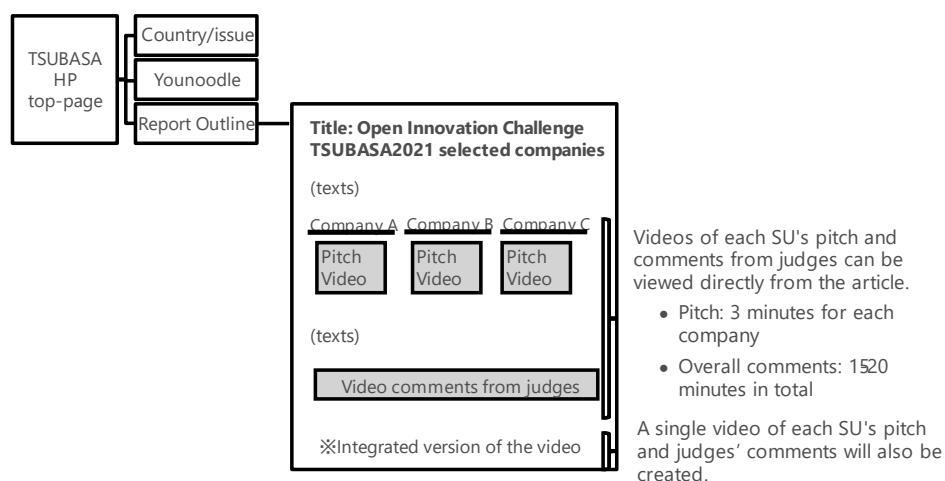 TSUBASA
HP
top-page
Country/issue
Younoodle
Report Outline
Title: Open Innovation Challenge
TSUBASA2021 selected companies
(texts)
Company A
Company B
Company C
Pitch
Video
Pitch
Video
Pitch
Video
(texts)
Video comments from judges
※Integrated version of the video
Videos of each SU's pitch and
comments from judges can be
viewed directly from the article.
• Pitch: 3 minutes for each
company
• Overall comments: 1520
minutes in total
A single video of each SU's pitch
and judges’ comments will also be
created.